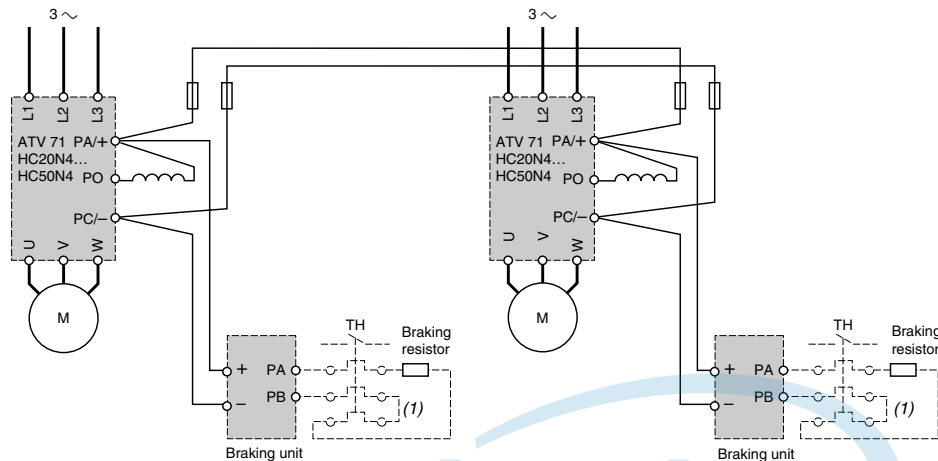 3 ~
3 ~
L1 L2 L3
ATV 71 PA/+
HC20N4…
HC50N4 PO
PC/–
U V W
M
L1 L2 L3
ATV 71 PA/+
HC20N4…
HC50N4 PO
PC/–
U V W
M
TH
Braking
resistor
+ PA
PB
–
(1)
Braking unit
TH
Braking
resistor
+ PA
PB
–
(1)
Braking unit